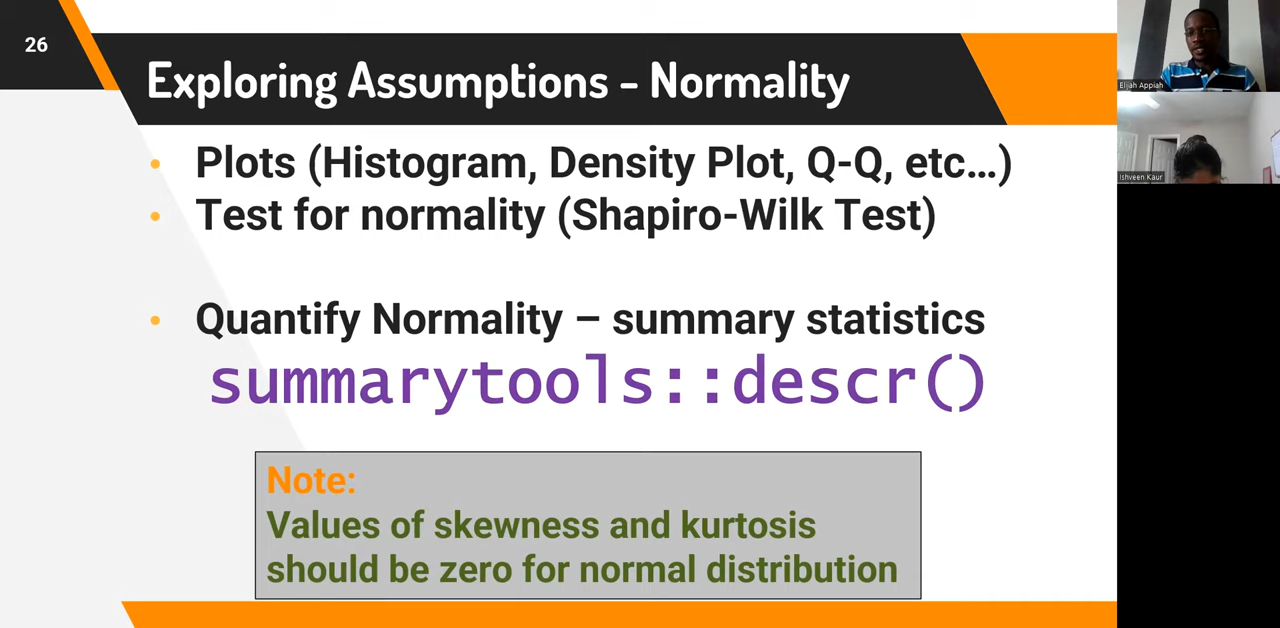 26
Exploring Assumptions - Normality
• Plots (Histogram, Density Plot, Q-Q, etc...)
• Test for normality (Shapiro-Wilk Test)
• Quantify Normality – summary statistics
summarytools::descr()
Note:
Values of skewness and kurtosis
should be zero for normal distribution
Elijah Appiah
Ishveen Kaur